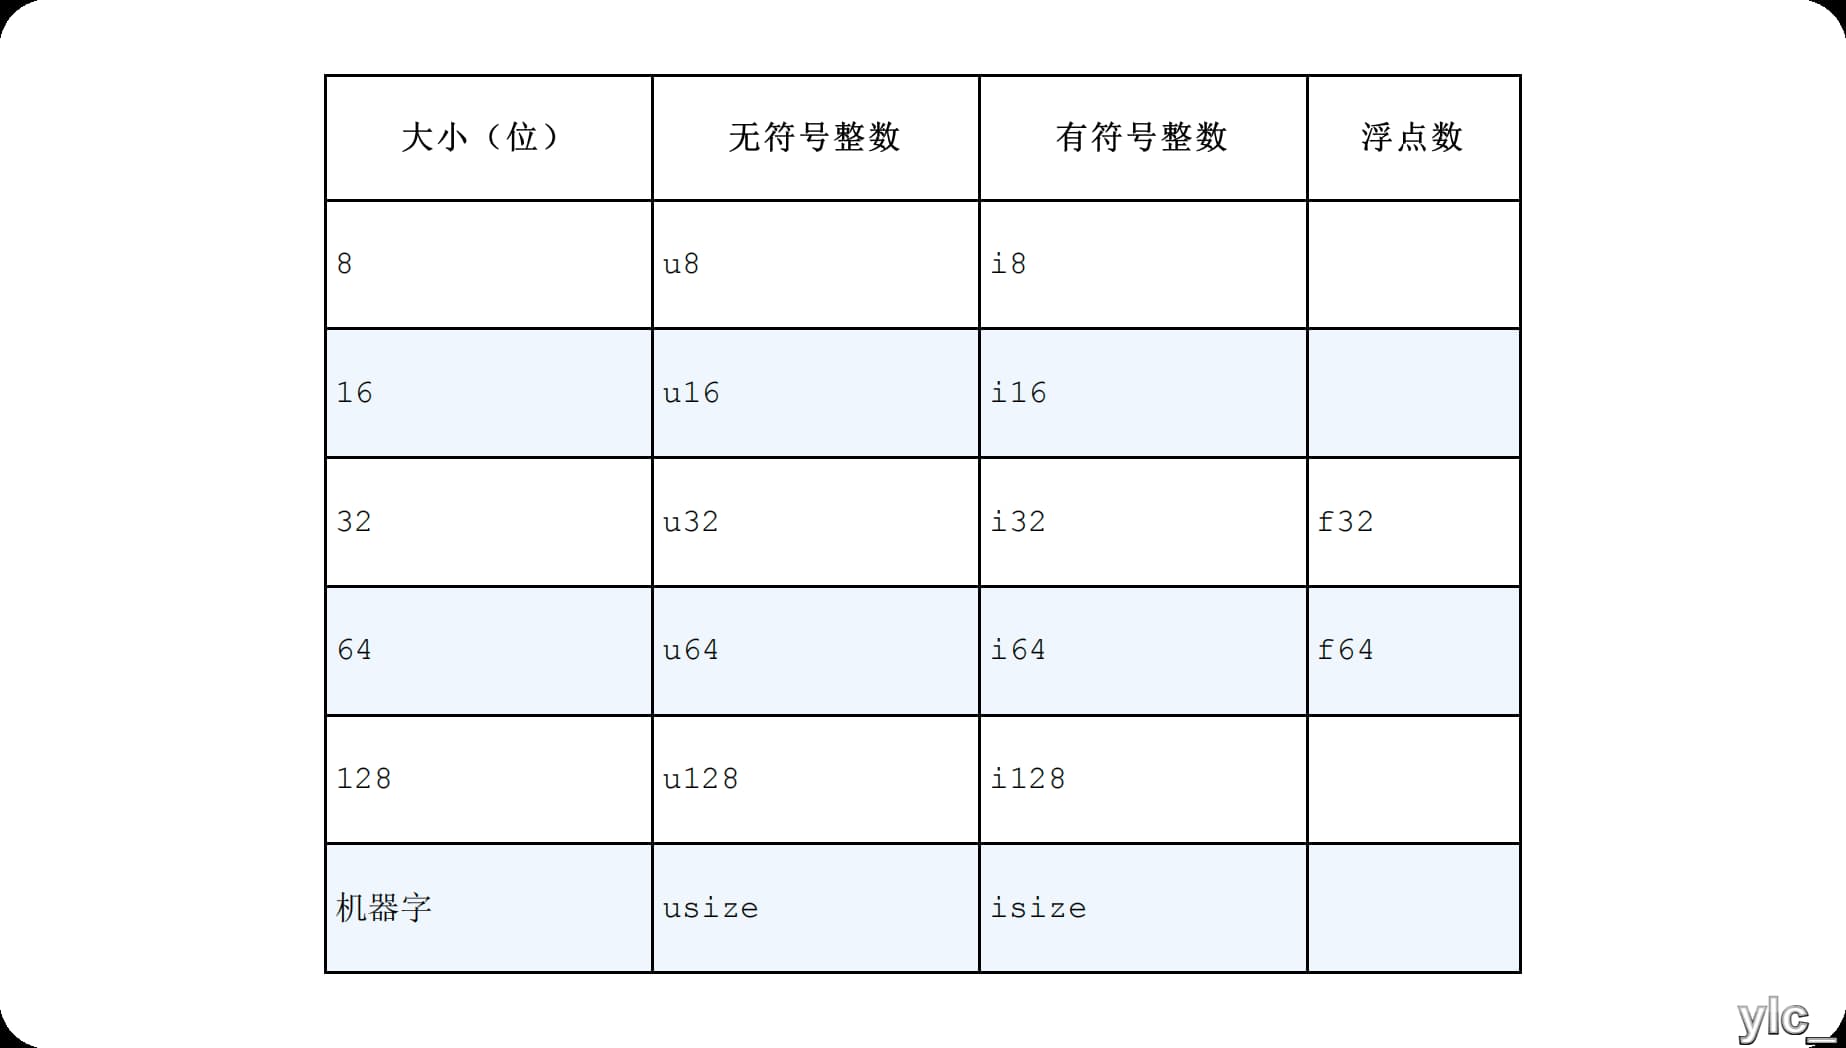 大小（位） 无符号整数 有符号整数 浮点数
8 u8 i8
16 u16 i16
32 u32 i32 f32
64 u64 i64 f64
128 u128 i128
机器字 usize isize
ylc_